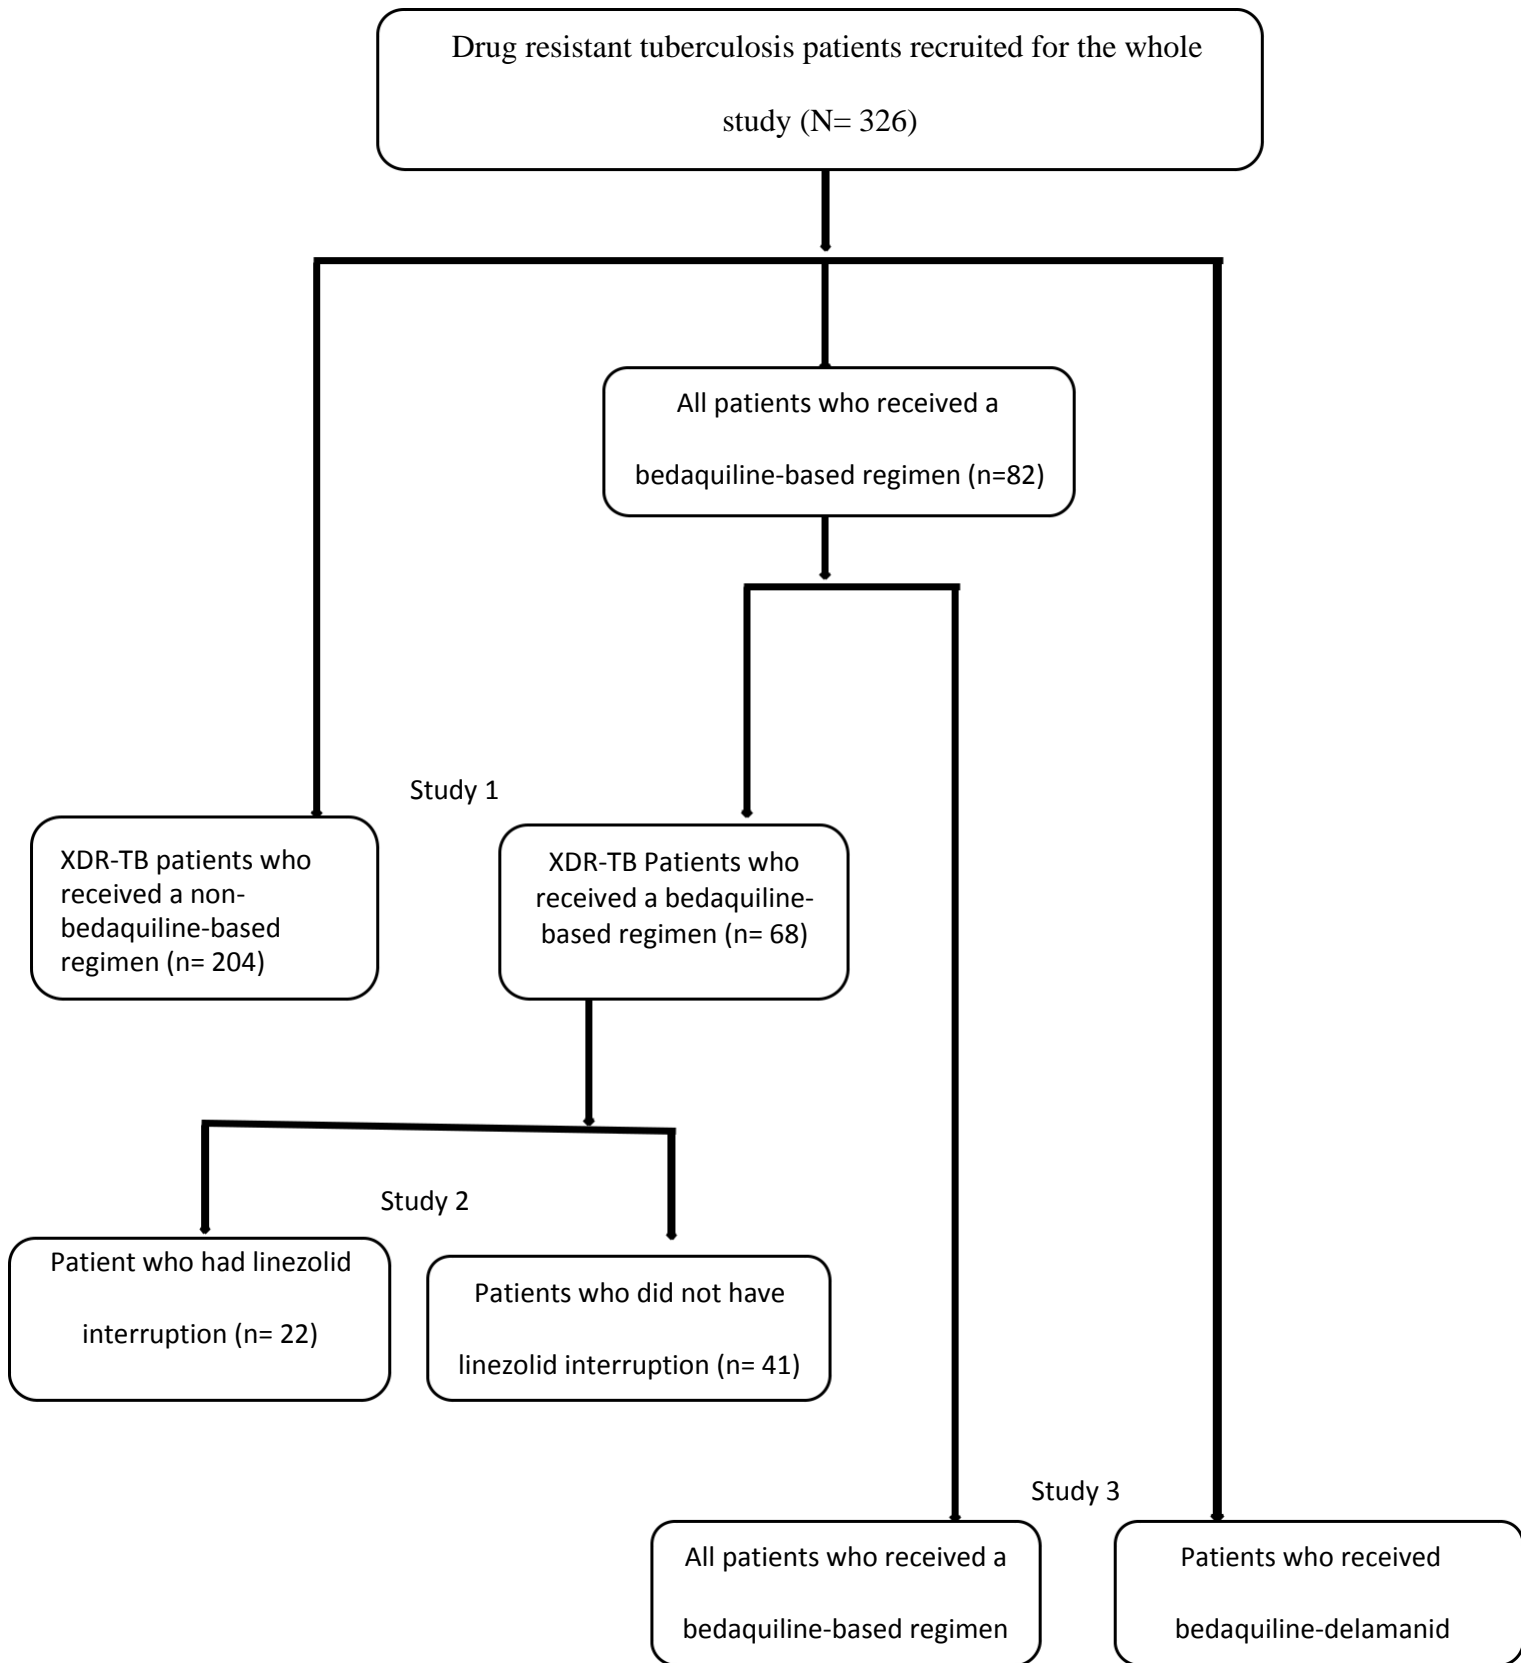 Drug resistant tuberculosis patients recruited for the whole
study (N= 326)
All patients who received a
bedaquiline-based regimen (n=82)
Study 1
XDR-TB patients who
received a non-
bedaquiline-based
regimen (n= 204)
XDR-TB Patients who
received a bedaquiline-
based regimen (n= 68)
Study 2
Patient who had linezolid
interruption (n= 22)
Patients who did not have
linezolid interruption (n= 41)
Study 3
All patients who received a
bedaquiline-based regimen
Patients who received
bedaquiline-delamanid